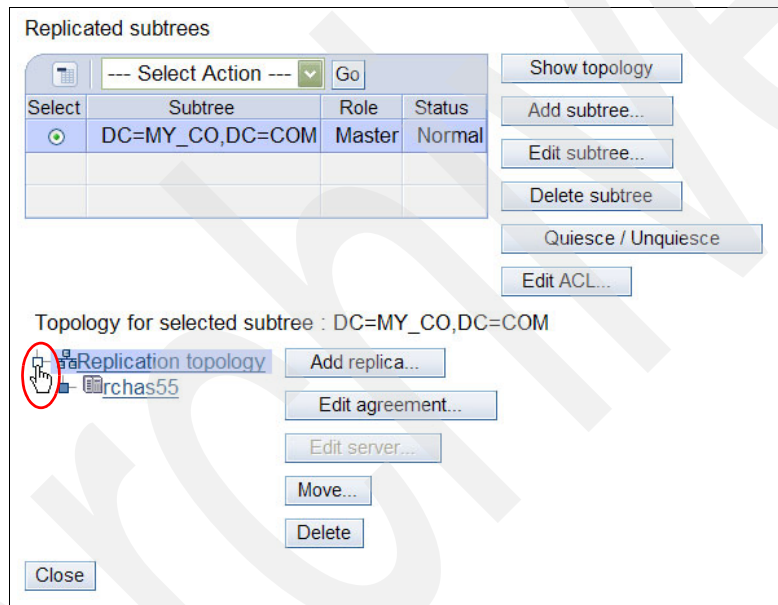 Replicated subtrees
--- Select Action --- Go
Show topology
Select Subtree Role Status
Add subtree...
DC=MY_CO,DC=COM Master Normal
Edit subtree...
Delete subtree
Quiesce / Unquiesce
Edit ACL...
Topology for selected subtree : DC=MY_CO,DC=COM
Replication topology
Add replica...
rchas55
Edit agreement...
Edit server...
Move...
Delete
Close